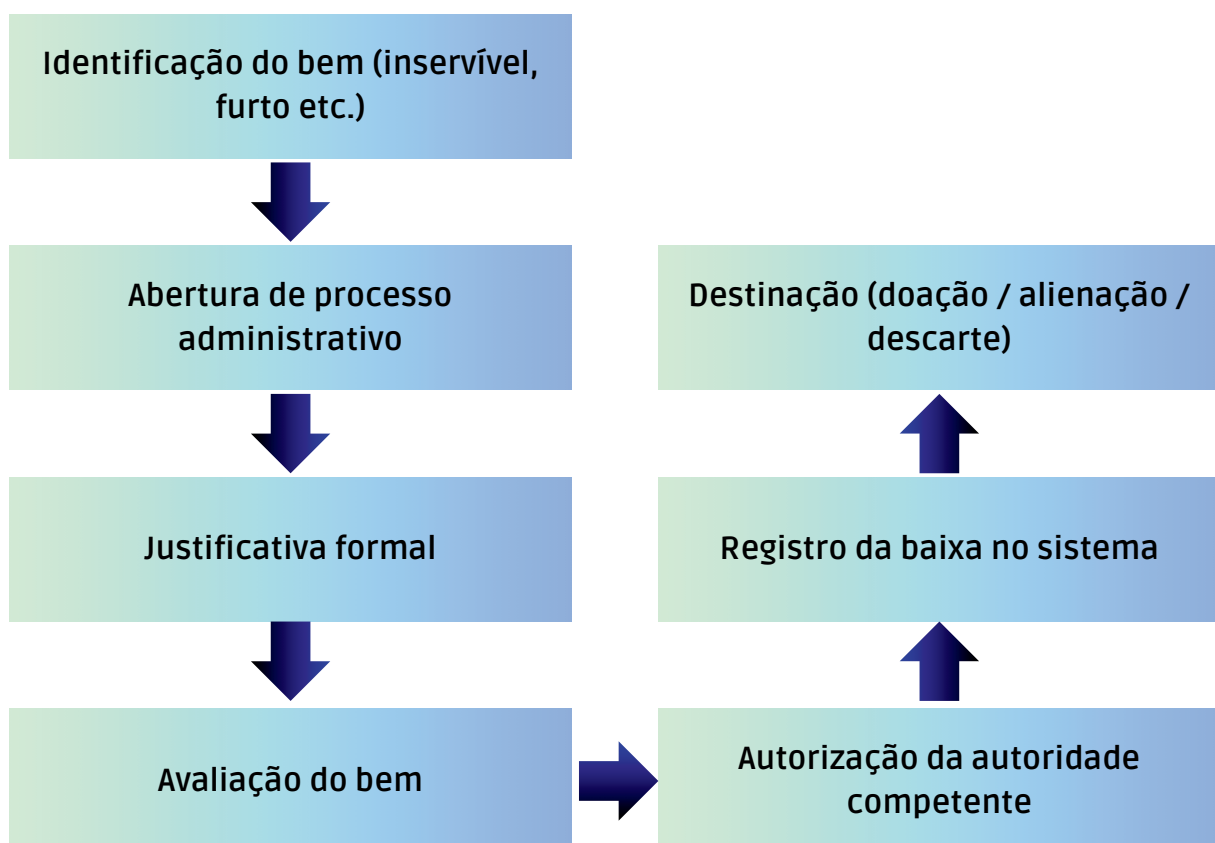 Identificação do bem (inservível,
furto etc.)
Abertura de processo
administrativo
Justificativa formal
Avaliação do bem
Autorização da autoridade
competente
Registro da baixa no sistema
Destinação (doação / alienação /
descarte)